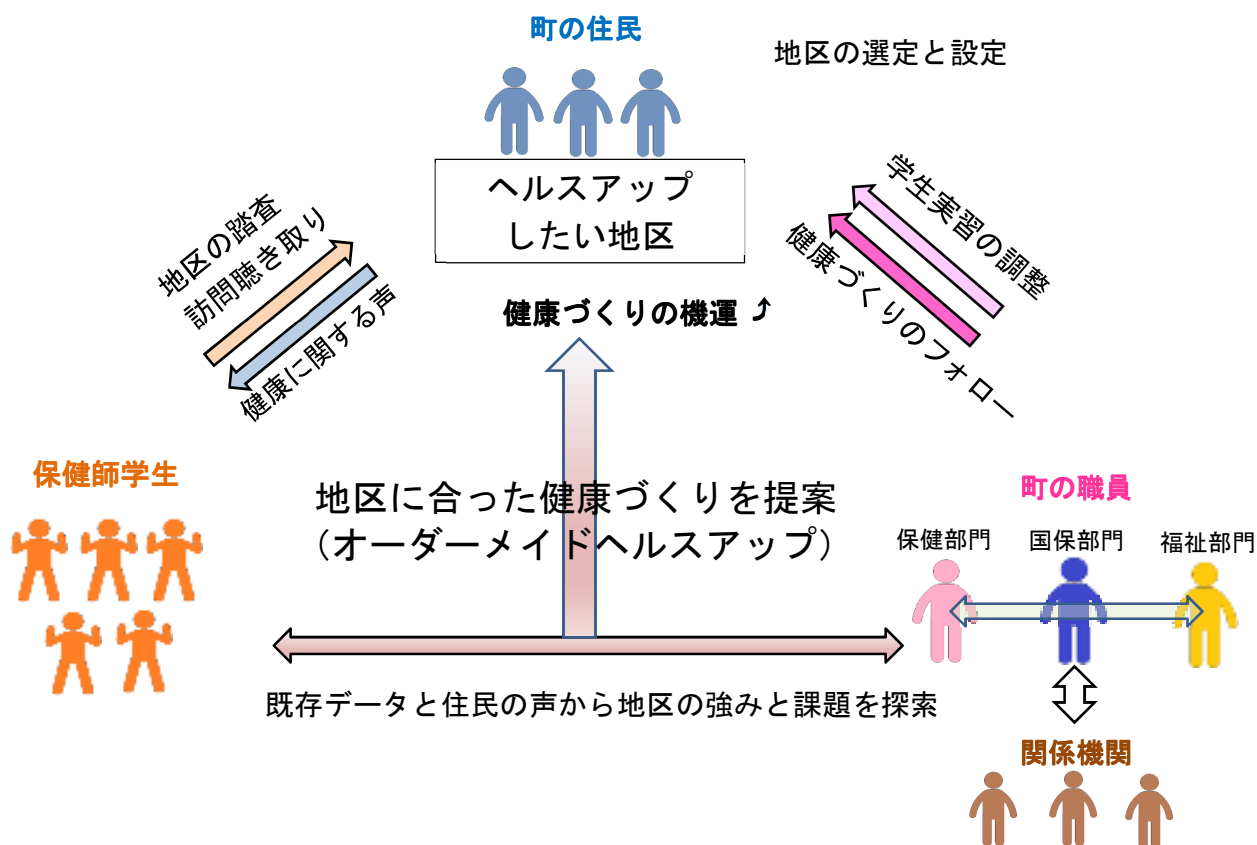 町の住民
地区の選定と設定
ヘルスアップ
したい地区
地区の踏査
訪問聴き取り
健康に関する声
学生実習の調整
健康づくりのフォロー
健康づくりの機運 ⤴
保健師学生
地区に合った健康づくりを提案
（オーダーメイドヘルスアップ）
町の職員
保健部門
国保部門
福祉部門
既存データと住民の声から地区の強みと課題を探索
関係機関